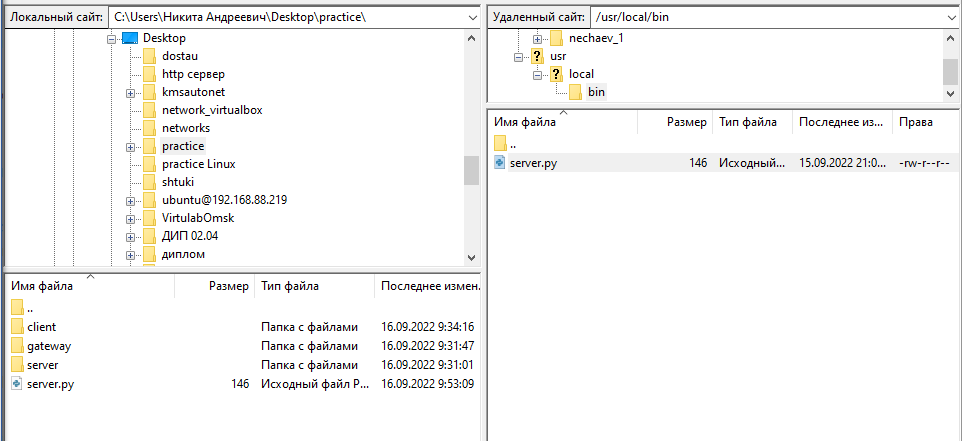 Локальный сайт: C:\Users\Никита Андреевич\Desktop\practice\
Desktop
dostau
http сервер
kmsautonet
network_virtualbox
networks
practice
practice Linux
shtuki
ubuntu@192.168.88.219
VirtulabOmsk
ДИП 02.04
диплом
Имя файла Размер Тип файла Последнее измен.
..
client Папка с файлами 16.09.2022 9:34:16
gateway Папка с файлами 16.09.2022 9:31:47
server Папка с файлами 16.09.2022 9:31:01
server.py 146 Исходный файл P... 16.09.2022 9:53:09
Удаленный сайт: /usr/local/bin
nechaev_1
? usr
? local
bin
Имя файла Размер Тип файла Последнее из... Права
..
server.py 146 Исходный... 15.09.2022 21:0... -rw-r--r--